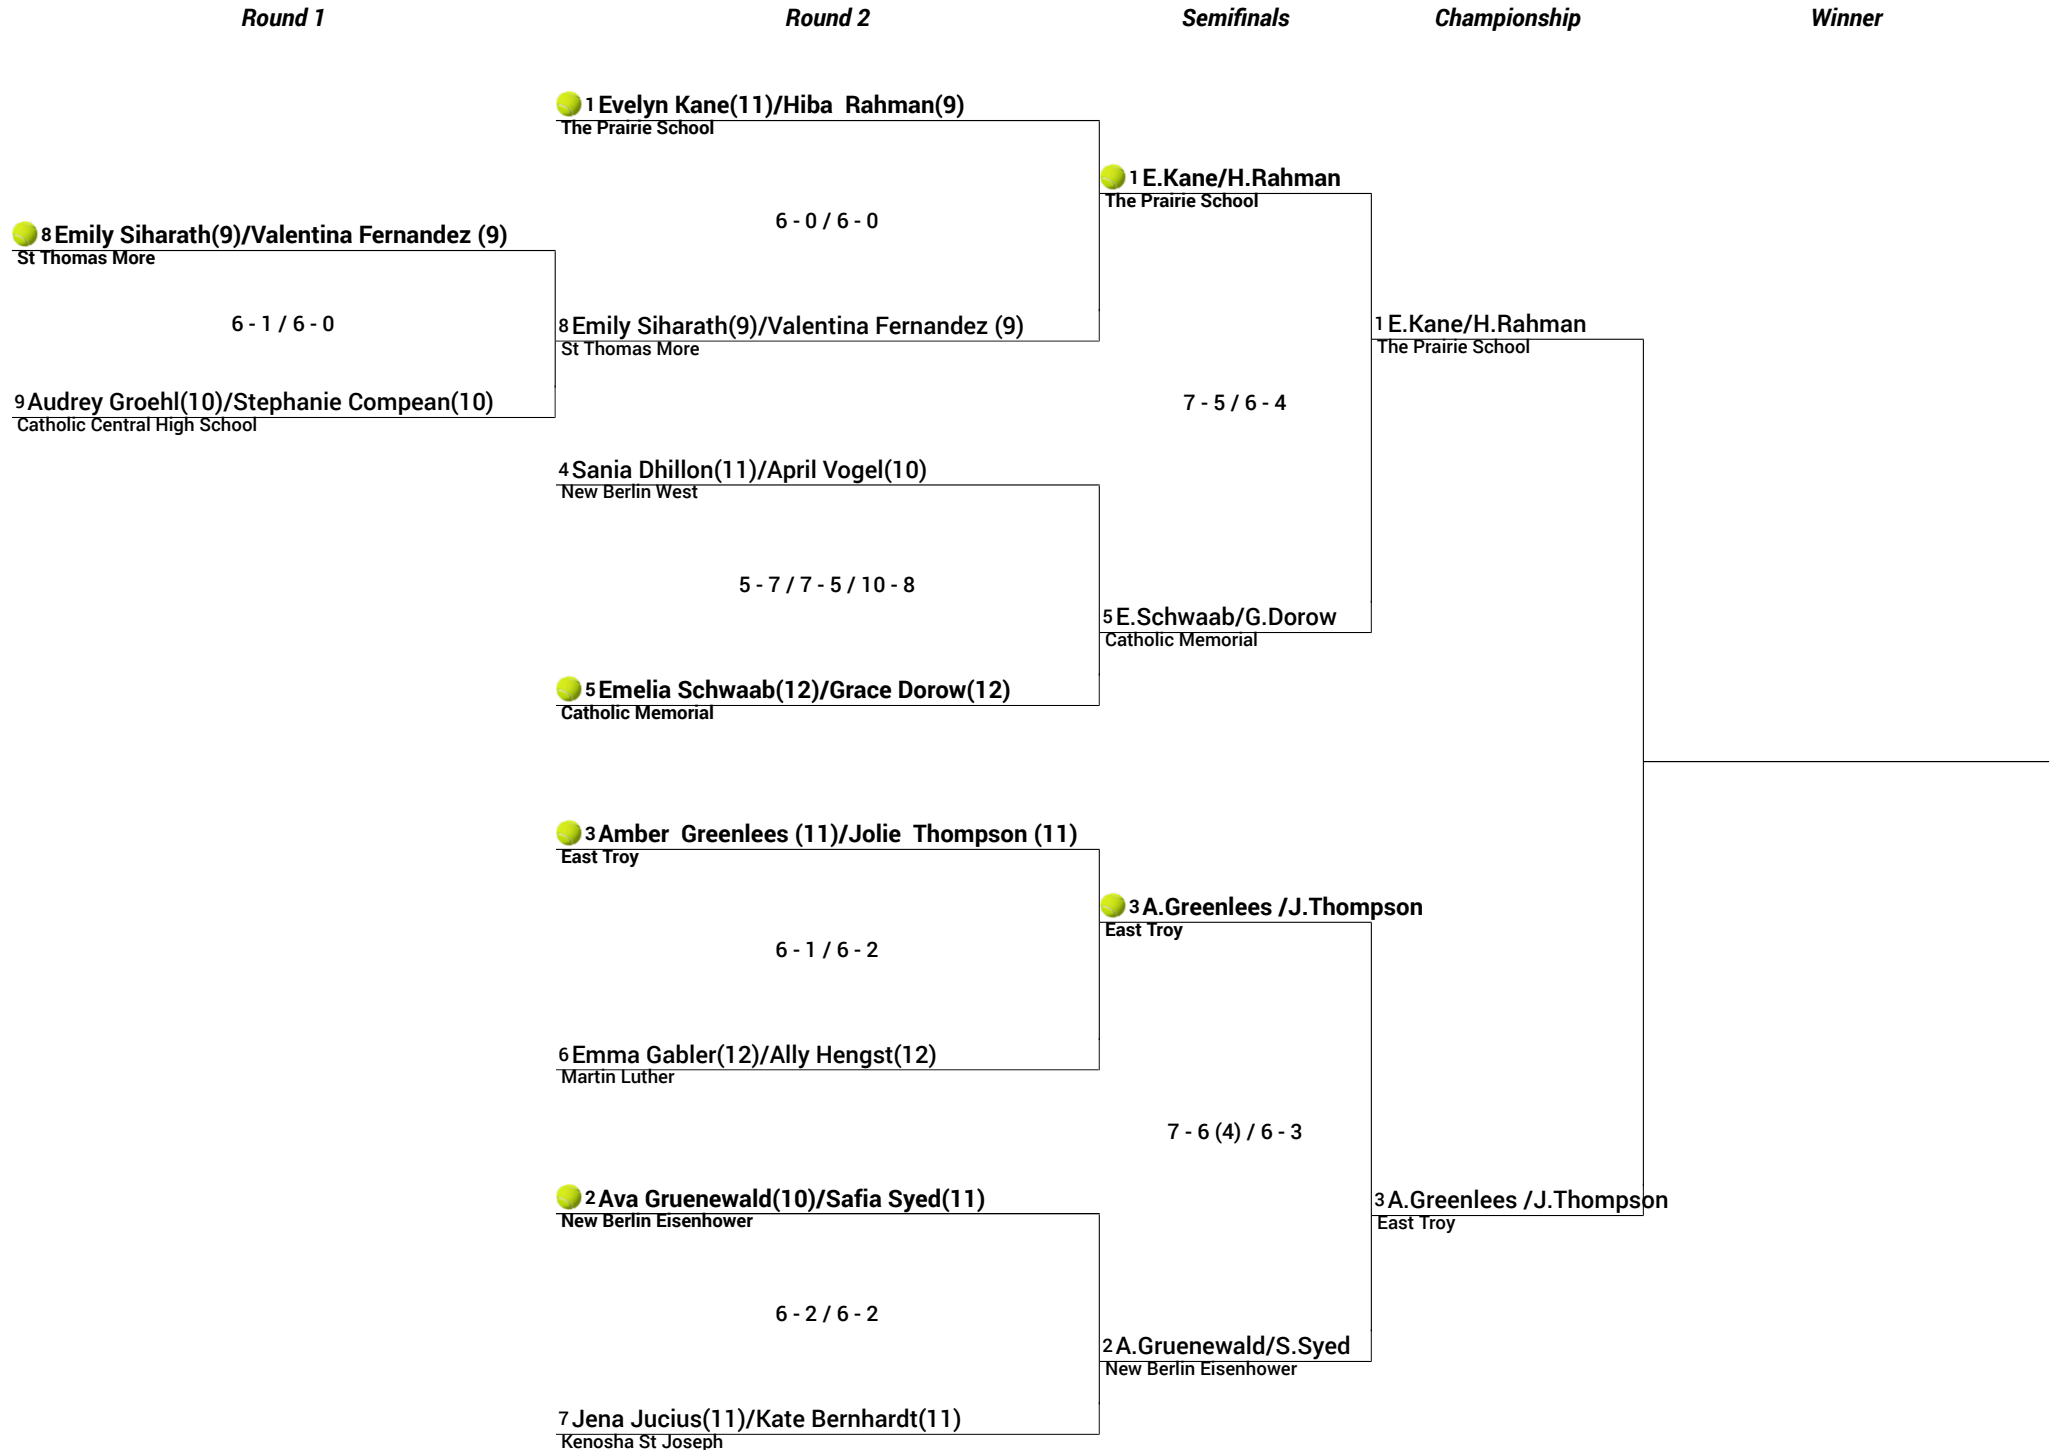 Round 1
Round 2
Semifinals
Championship
Winner
1 Evelyn Kane(11)/Hiba  Rahman(9)
The Prairie School
1 E.Kane/H.Rahman
The Prairie School
6 - 0 / 6 - 0
8 Emily Siharath(9)/Valentina Fernandez (9)
St Thomas More
6 - 1 / 6 - 0
8 Emily Siharath(9)/Valentina Fernandez (9)
St Thomas More
1 E.Kane/H.Rahman
The Prairie School
9 Audrey Groehl(10)/Stephanie Compean(10)
Catholic Central High School
7 - 5 / 6 - 4
4 Sania Dhillon(11)/April Vogel(10)
New Berlin West
5 - 7 / 7 - 5 / 10 - 8
5 E.Schwaab/G.Dorow
Catholic Memorial
5 Emelia Schwaab(12)/Grace Dorow(12)
Catholic Memorial
3 Amber  Greenlees (11)/Jolie  Thompson (11)
East Troy
3 A.Greenlees /J.Thompson
East Troy
6 - 1 / 6 - 2
6 Emma Gabler(12)/Ally Hengst(12)
Martin Luther
7 - 6 (4) / 6 - 3
2 Ava Gruenewald(10)/Safia Syed(11)
New Berlin Eisenhower
3 A.Greenlees /J.Thompson
East Troy
6 - 2 / 6 - 2
2 A.Gruenewald/S.Syed
New Berlin Eisenhower
7 Jena Jucius(11)/Kate Bernhardt(11)
Kenosha St Joseph